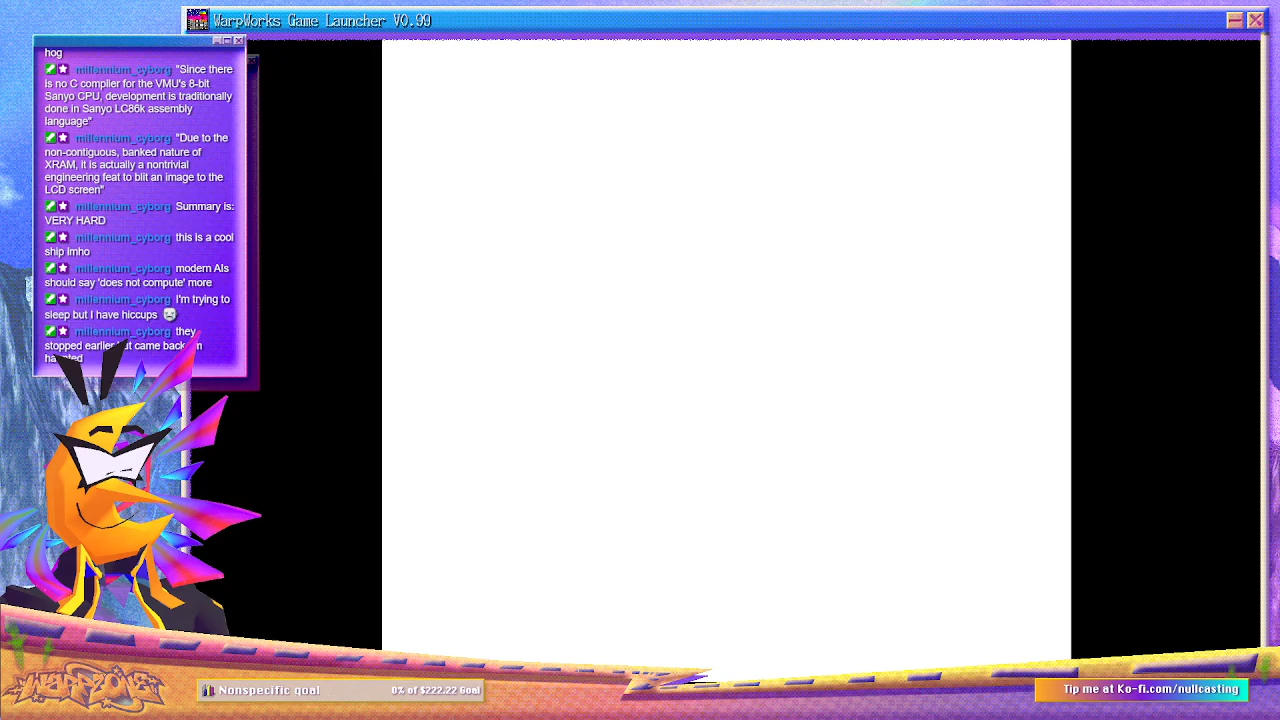 WarpWorks Game Launcher V0.99
hog
millennium_cyborg "Since there
is no C compiler for the VMU's 8-bit
Sanyo CPU, development is traditionally
done in Sanyo LC86k assembly
language"
millennium_cyborg "Due to the
non-contiguous, banked nature of
XRAM, it is actually a nontrivial
engineering feat to blit an image to the
LCD screen"
millennium_cyborg Summary is:
VERY HARD
millennium_cyborg this is a cool
ship imho
millennium_cyborg modern AIs
should say 'does not compute' more
millennium_cyborg I'm trying to
sleep but I have hiccups
millennium_cyborg they
stopped earlier but came back
WARPZONE
Nonspecific goal 0% of $222.22 Goal
Tip me at Ko-fi.com/nullcasting